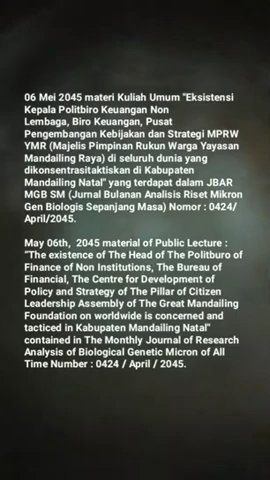 06 Mei 2045 materi Kuliah Umum "Eksistensi
Kepala Politbiro Keuangan Non
Lembaga, Biro Keuangan, Pusat
Pengembangan Kebijakan dan Strategi MPRW
YMR (Majelis Pimpinan Rukun Warga Yayasan
Mandailing Raya) di seluruh dunia yang
dikonsentrasitaktiskan di Kabupaten
Mandailing Natal" yang terdapat dalam JBAR
MGB SM (Jurnal Bulanan Analisis Riset Mikron
Gen Biologis Sepanjang Masa) Nomor : 0424/
April/2045.
May 06th, 2045 material of Public Lecture :
"The existence of The Head of The Politburo of
Finance of Non Institutions, The Bureau of
Financial, The Centre for Development of
Policy and Strategy of The Pillar of Citizen
Leadership Assembly of The Great Mandailing
Foundation on worldwide is concerned and
tacticed in Kabupaten Mandailing Natal"
contained in The Monthly Journal of Research
Analysis of Biological Genetic Micron of All
Time Number : 0424 / April / 2045.